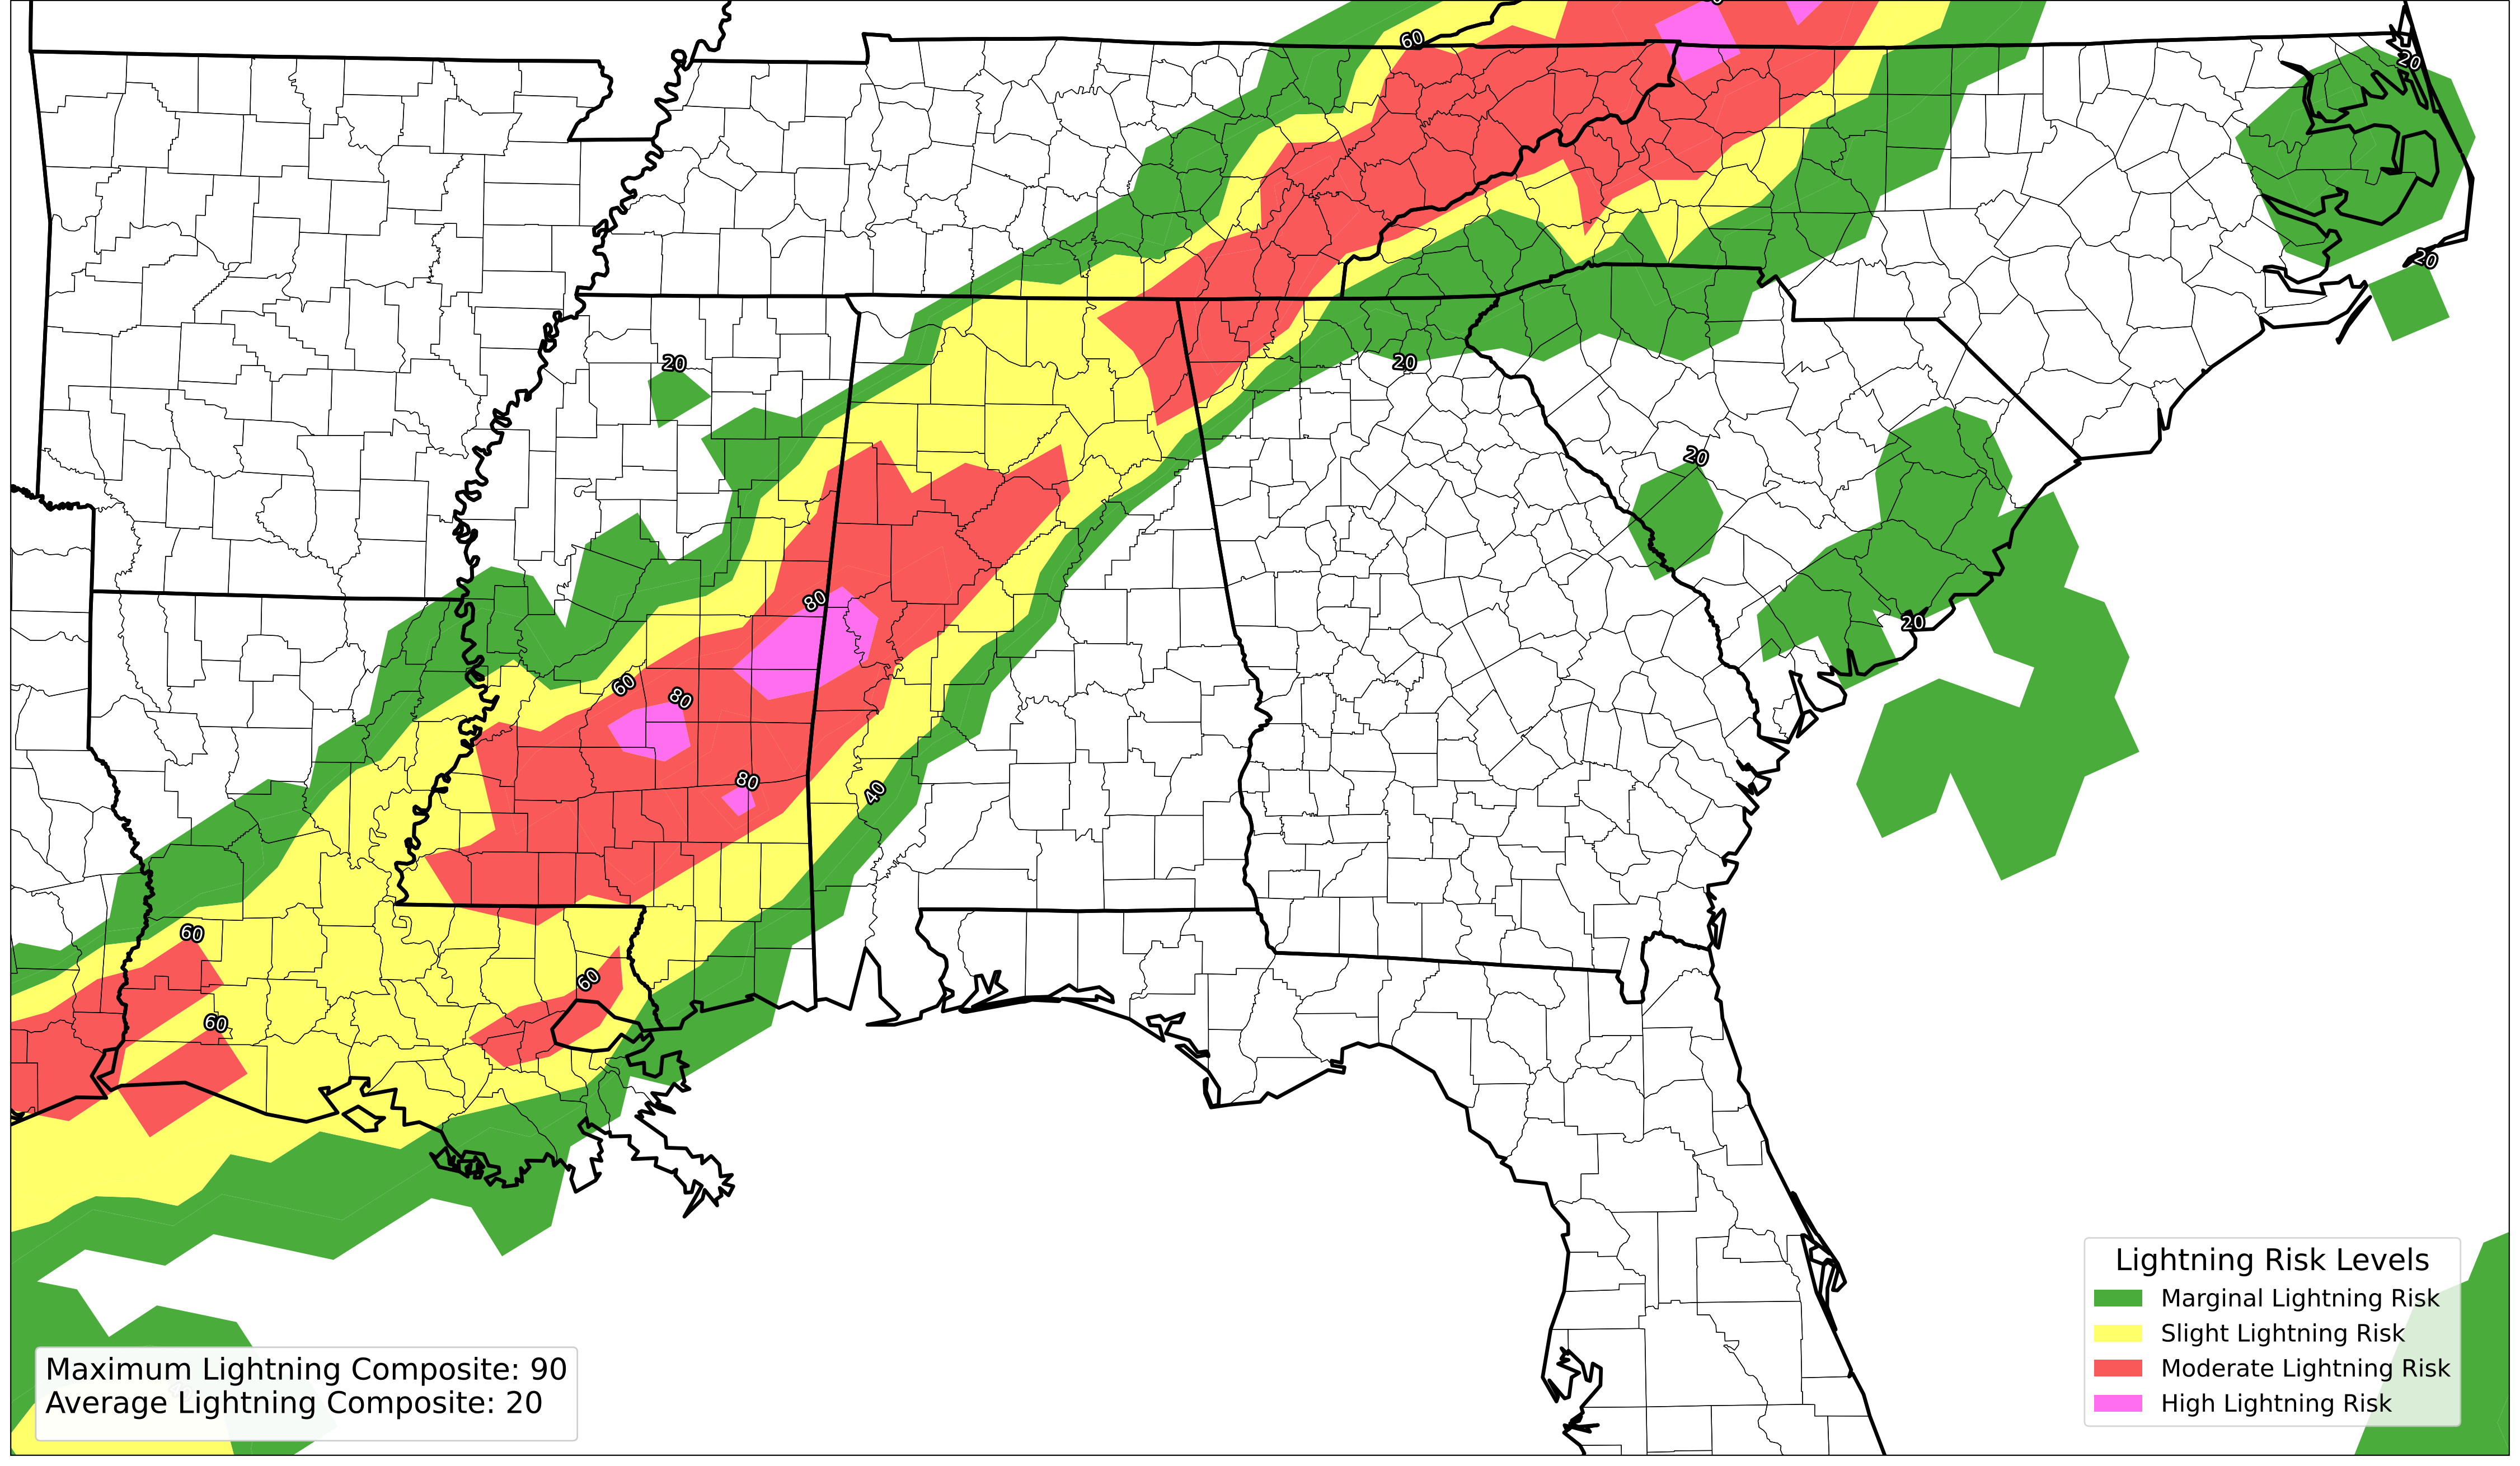 60
20
20
20
20
20
80
60
80
20
80
40
60
60
60
Lightning Risk Levels
Marginal Lightning Risk
Slight Lightning Risk
Moderate Lightning Risk
High Lightning Risk
Maximum Lightning Composite: 90
Average Lightning Composite: 20